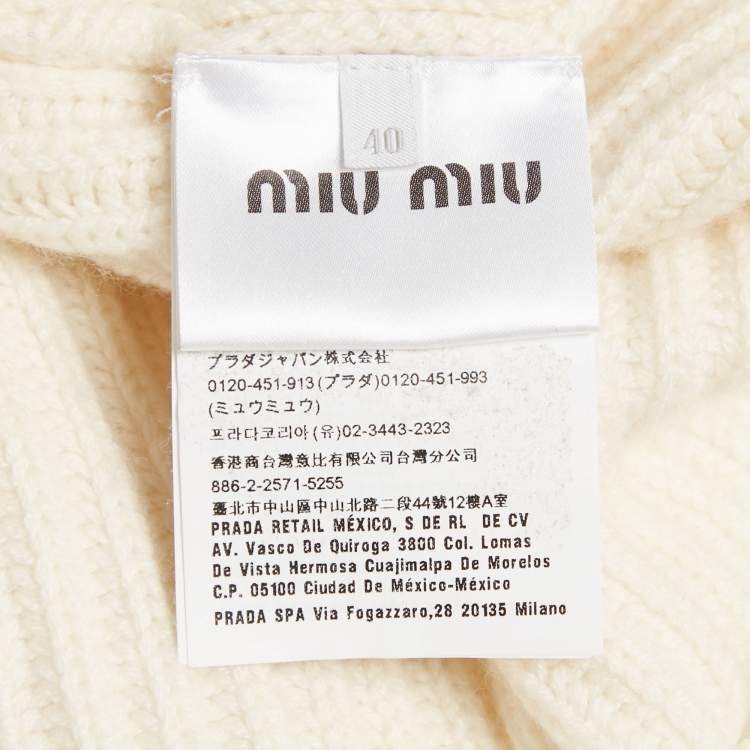 40
miu miu
プラダジャパン株式会社
0120-451-913(プラダ)0120-451-993
(ミュウミュウ)
프라다코리아(유)02-3443-2323
香港商台灣意比有限公司台灣分公司
886-2-2571-5255
臺北市中山區中山北路二段44號12樓A室
PRADA RETAIL MÉXICO, S DE RL DE CV
AV. Vasco De Quiroga 3800 Col. Lomas
De Vista Hermosa Cuajimalpa De Morelos
C.P. 05100 Ciudad De México-México
PRADA SPA Via Fogazzaro,28 20135 Milano